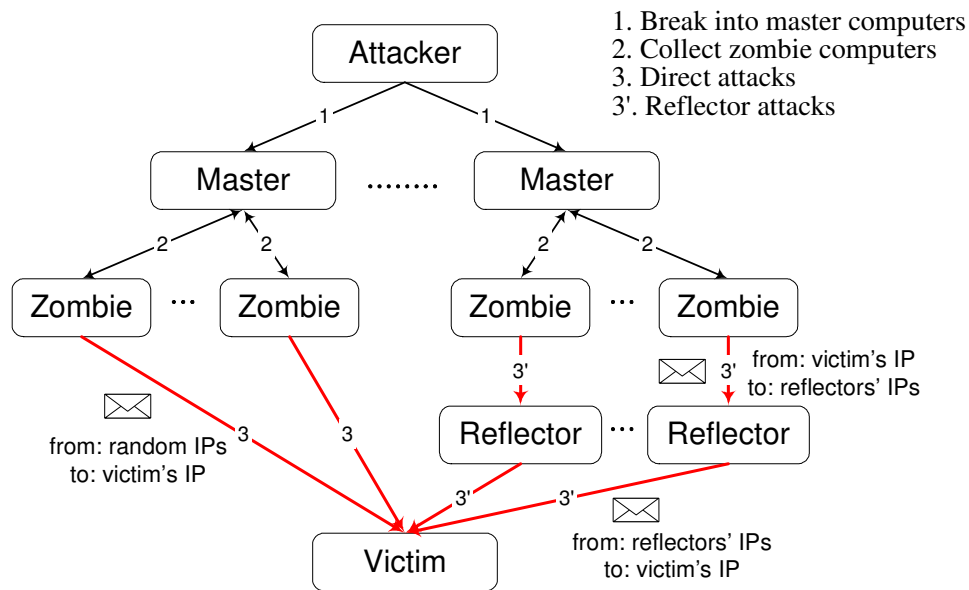 1. Break into master computers
2. Collect zombie computers
3. Direct attacks
3'. Reflector attacks
Attacker
1 1
Master ........ Master
2 2 2 2
Zombie ... Zombie Zombie ... Zombie
3' 3'
from: victim's IP
to: reflectors' IPs
3 3
from: random IPs
to: victim's IP
Reflector ... Reflector
3' 3'
from: reflectors' IPs
to: victim's IP
Victim